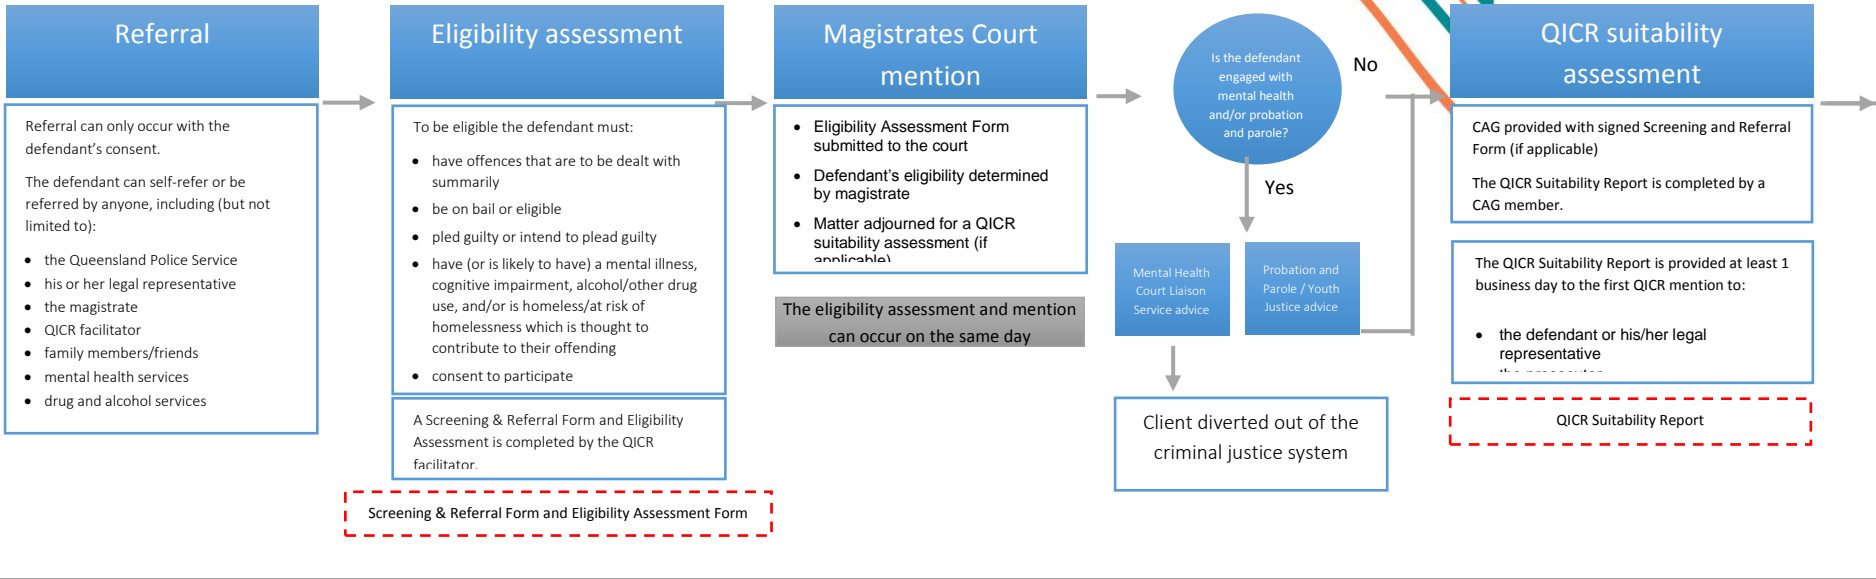 Referral
Referral can only occur with the
defendant's consent.
The defendant can self-refer or be
referred by anyone, including (but not
limited to):
• the Queensland Police Service
• his or her legal representative
• the magistrate
• QICR facilitator
• family members/friends
• mental health services
• drug and alcohol services
Eligibility assessment
To be eligible the defendant must:
• have offences that are to be dealt with
summarily
• be on bail or eligible
• pled guilty or intend to plead guilty
• have (or is likely to have) a mental illness,
cognitive impairment, alcohol/other drug
use, and/or is homeless/at risk of
homelessness which is thought to
contribute to their offending
• consent to participate
A Screening & Referral Form and Eligibility
Assessment is completed by the QICR
facilitator.
Screening & Referral Form and Eligibility Assessment Form
Magistrates Court
mention
• Eligibility Assessment Form
submitted to the court
• Defendant's eligibility determined
by magistrate
• Matter adjourned for a QICR
suitability assessment (if
applicable)
The eligibility assessment and mention
can occur on the same day
Is the defendant
engaged with
mental health
and/or probation
and parole?
No
Yes
Mental Health
Court Liaison
Service advice
Probation and
Parole / Youth
Justice advice
Client diverted out of the
criminal justice system
QICR suitability
assessment
CAG provided with signed Screening and Referral
Form (if applicable)
The QICR Suitability Report is completed by a
CAG member.
The QICR Suitability Report is provided at least 1
business day to the first QICR mention to:
• the defendant or his/her legal
representative
the prosecutor
QICR Suitability Report